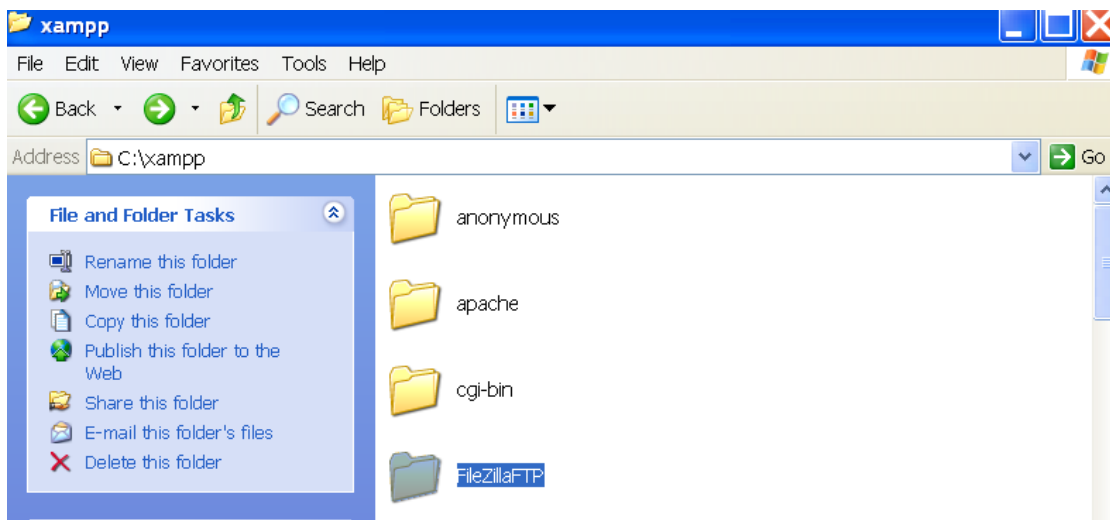 xampp
File Edit View Favorites Tools Help
Back Search Folders
Address C:\xampp Go
File and Folder Tasks
Rename this folder
Move this folder
Copy this folder
Publish this folder to the
Web
Share this folder
E-mail this folder's files
Delete this folder
anonymous
apache
cgi-bin
FileZillaFTP